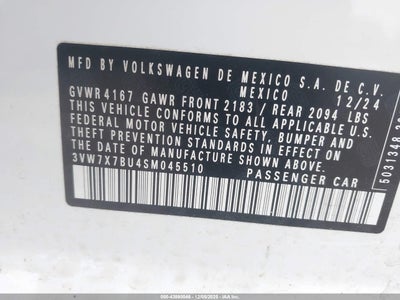 MFD BY VOLKSWAGEN DE MEXICO S.A. DE C.V.
MEXICO 12/24
GVWR 4167 GAWR FRONT 2183 / REAR 2094 LBS
THIS VEHICLE CONFORMS TO ALL APPLICABLE U.S.
FEDERAL MOTOR VEHICLE SAFETY, BUMPER AND
THEFT PREVENTION STANDARDS IN EFFECT ON THE
DATE OF MANUFACTURE SHOWN ABOVE.
3VW7X7BU4SM045510
PASSENGER CAR
5031348